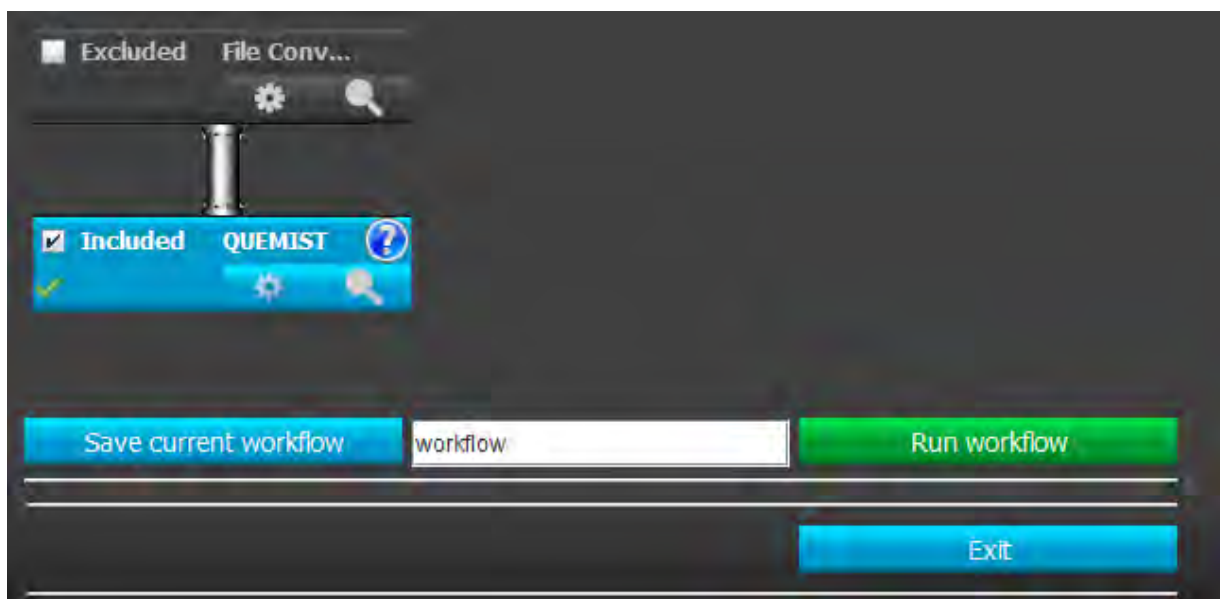 Excluded File Conv...
Included QUEMIST ?
Save current workflow workflow Run workflow
Exit